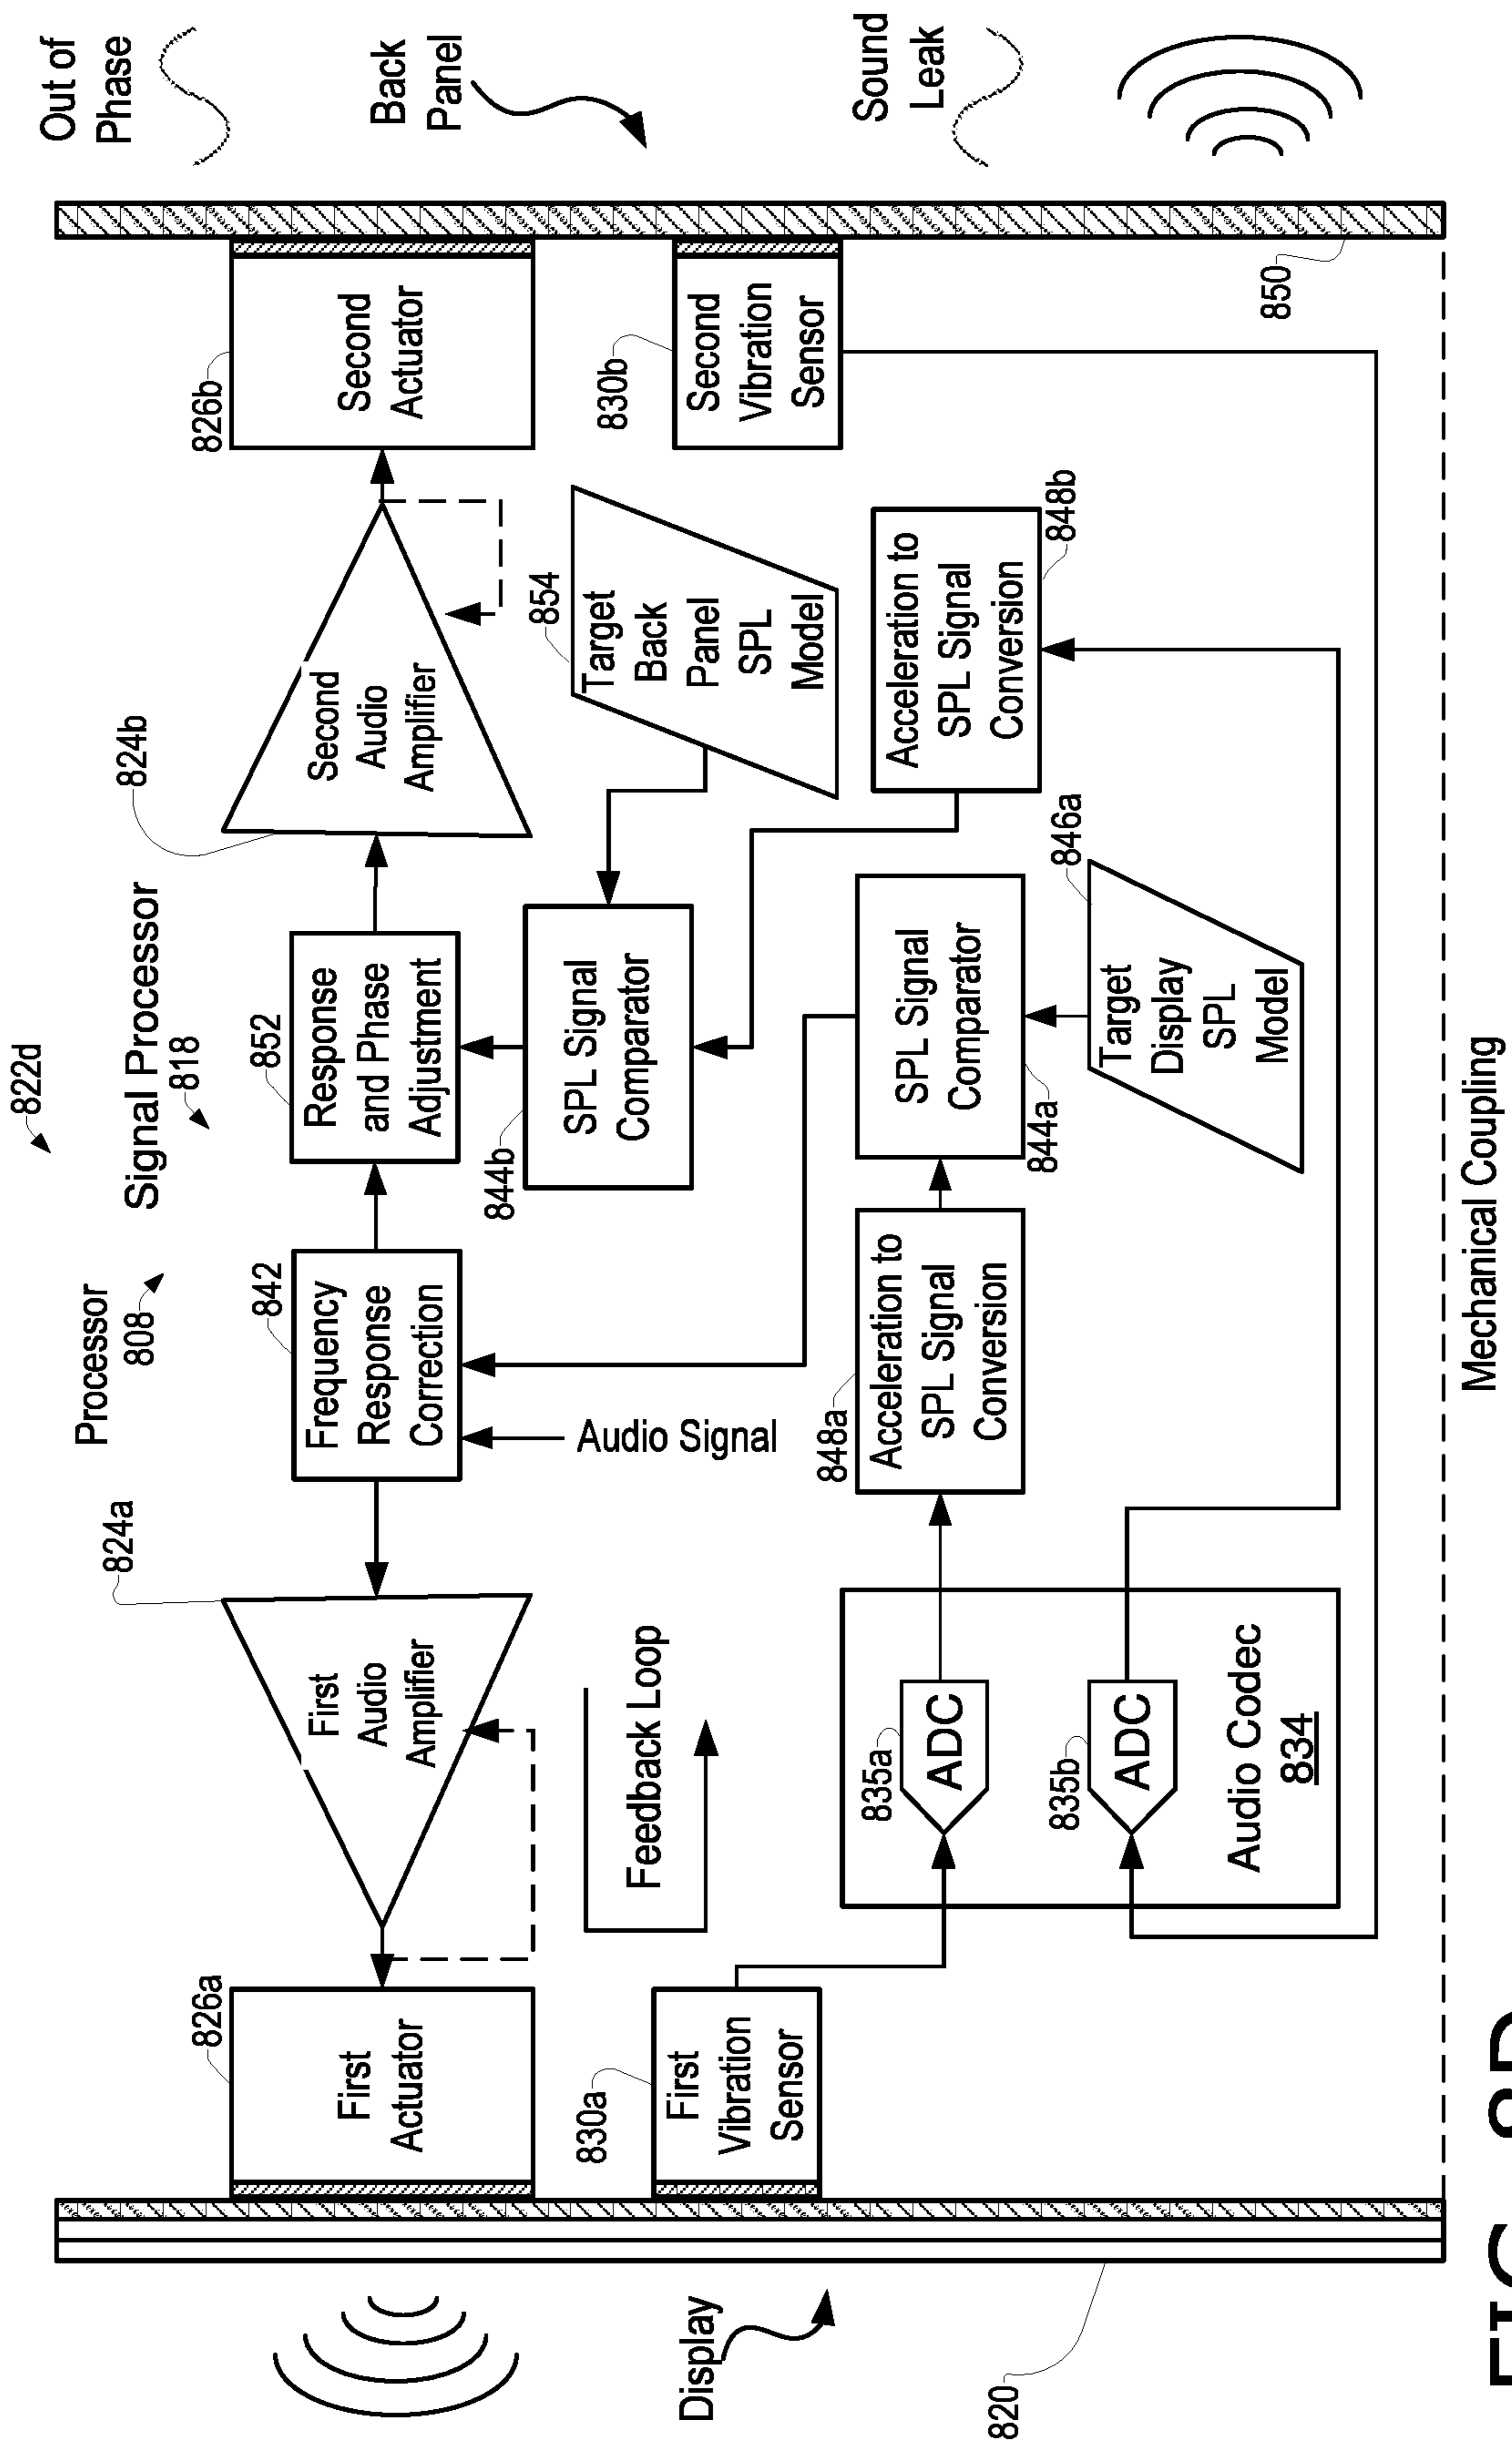 822d
Processor
808
Signal Processor
818
Out of
Phase
824a
842
852
824b
826a
First
Actuator
First
Audio
Amplifier
Frequency
Response
Correction
Response
and Phase
Adjustment
Second
Audio
Amplifier
826b
Second
Actuator
Back
Panel
Audio Signal
Feedback Loop
830a
First
Vibration
Sensor
844b
SPL Signal
Comparator
854
Target
Back
Panel
SPL
Model
830b
Second
Vibration
Sensor
Display
835a
ADC
848a
Acceleration to
SPL Signal
Conversion
SPL Signal
Comparator
844a
Acceleration to
SPL Signal
Conversion
848b
Sound
Leak
835b
ADC
Audio Codec
834
846a
Target
Display
SPL
Model
820
850
Mechanical Coupling